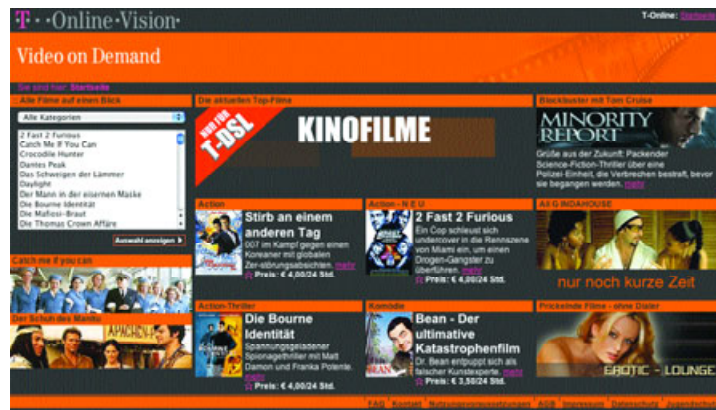 T··Online·Vision·
T-Online: Startseite
Video on Demand
Sie sind hier: Startseite
Alle Filme auf einen Blick
Alle Kategorien
2 Fast 2 Furious
Catch Me If You Can
Crocodile Hunter
Dantes Peak
Das Schweigen der Lämmer
Daylight
Der Mann in der eisernen Maske
Die Bourne Identität
Die Mafiosi-Braut
Die Thomas Crown Affäre
Auswahl anzeigen
Catch me if you can
Der Schuh des Manitu
APACHEN-P
Die aktuellen Top-Filme
NUR FÜR
T-DSL
KINOFILME
Action
Stirb an einem
anderen Tag
007 im Kampf gegen einen
Koreaner mit globalen
Zer-störungsabsichten. mehr
Preis: € 4,00/24 Std.
Action - N E U
2 Fast 2 Furious
Ein Cop schleust sich
undercover in die Rennszene
von Miami ein, um einen
Drogen-Gangster zu
überführen. mehr
Preis: € 4,00/24 Std.
Action-Thriller
Die Bourne
Identität
Spannungsgeladener
Spionagethriller mit Matt
Damon und Franka Potente.
mehr
Preis: € 4,00/24 Std.
Komödie
BEAN
Bean - Der
ultimative
Katastrophenfilm
Dr. Bean entpuppt sich als
falscher Kunstexperte. mehr
Preis: € 3,50/24 Std.
Blockbuster mit Tom Cruise
MINORITY
REPORT
Grüße aus der Zukunft: Packender
Science-Fiction-Thriller über eine
Polizei-Einheit, die Verbrechen bestraft, bevor
sie begangen werden. mehr
Ali G INDAHOUSE
nur noch kurze Zeit
Prickelnde Filme - ohne Dialer
EROTIC - LOUNGE
FAQ Kontakt Nutzungsvoraussetzungen AGB Impressum Datenschutz Jugendschutz